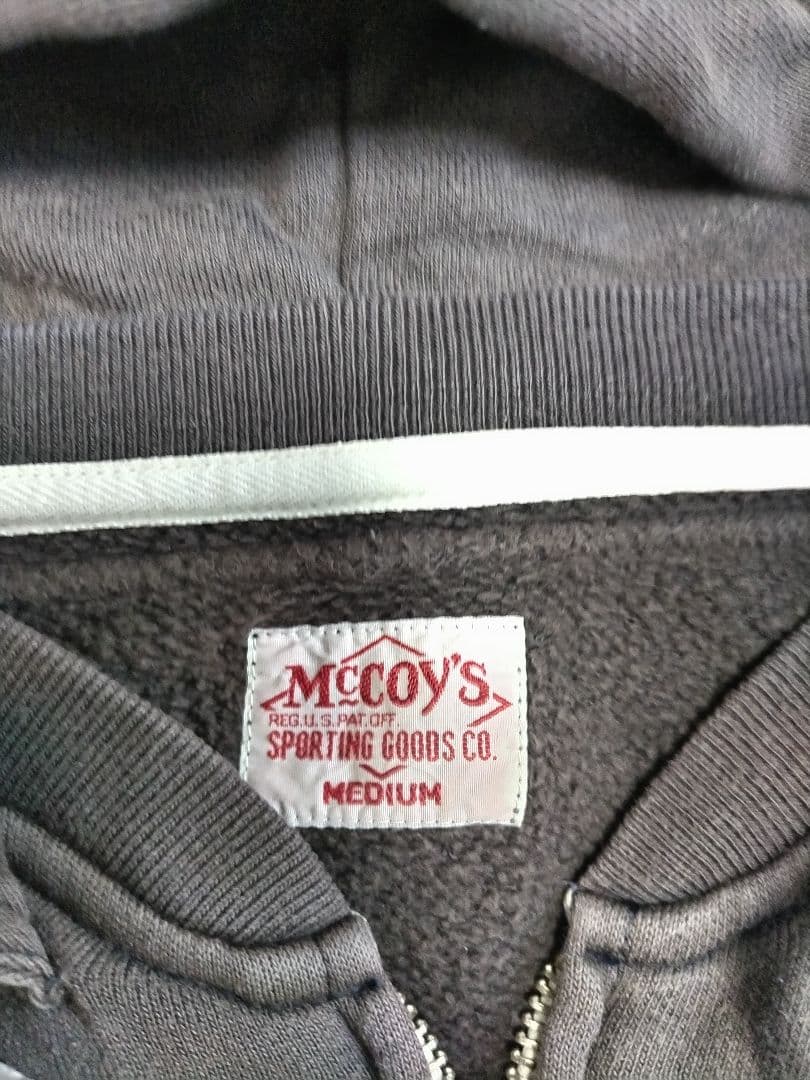 McCOY'S
REG. U.S. PAT. OFF.
SPORTING GOODS CO.
MEDIUM